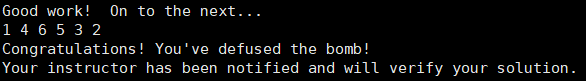 Good work!  On to the next...
1 4 6 5 3 2
Congratulations! You've defused the bomb!
Your instructor has been notified and will verify your solution.